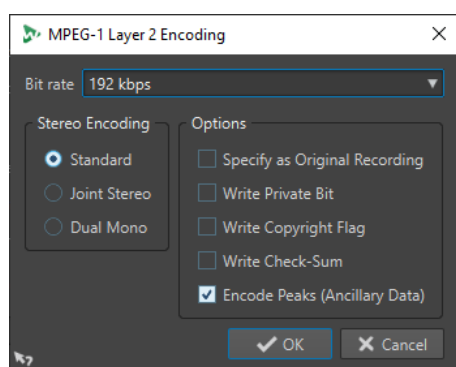 MPEG-1 Layer 2 Encoding
Bit rate 192 kbps
Stereo Encoding
Standard
Joint Stereo
Dual Mono
Options
Specify as Original Recording
Write Private Bit
Write Copyright Flag
Write Check-Sum
Encode Peaks (Ancillary Data)
OK
Cancel